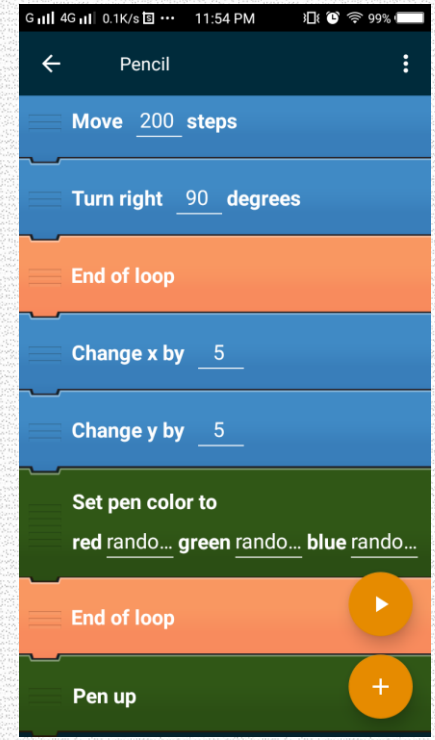 G 4G 0.1K/s S ··· 11:54 PM 99%
Pencil
Move 200 steps
Turn right 90 degrees
End of loop
Change x by 5
Change y by 5
Set pen color to
red rando... green rando... blue rando...
End of loop
Pen up